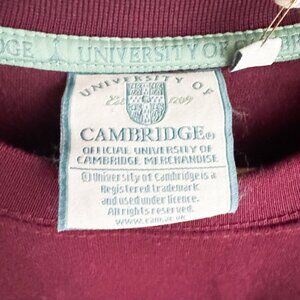 DGE UNIVERSITY OF
UNIVERSITY OF
Est 1209
CAMBRIDGE®
OFFICIAL UNIVERSITY OF
CAMBRIDGE MERCHANDISE
©University of Cambridge is a
Registered trademark
and used under licence.
All rights reserved.
www.cam.ac.uk